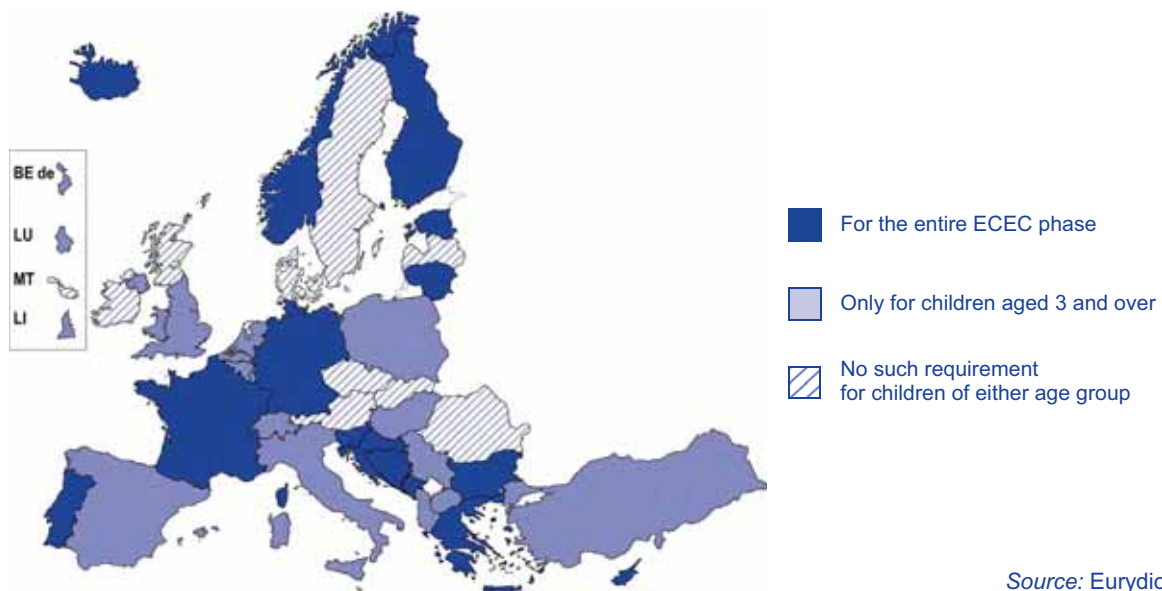 BE de
LU
MT
LI
For the entire ECEC phase
Only for children aged 3 and over
No such requirement
for children of either age group
Source: Eurydic